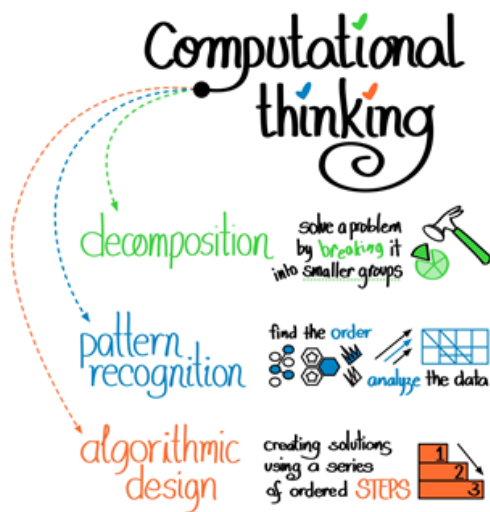 Computational
thinking
decomposition
solve a problem
by breaking it
into smaller groups
pattern
recognition
find the order
analyze the data
algorithmic
design
creating solutions
using a series
of ordered STEPS
1
2
3